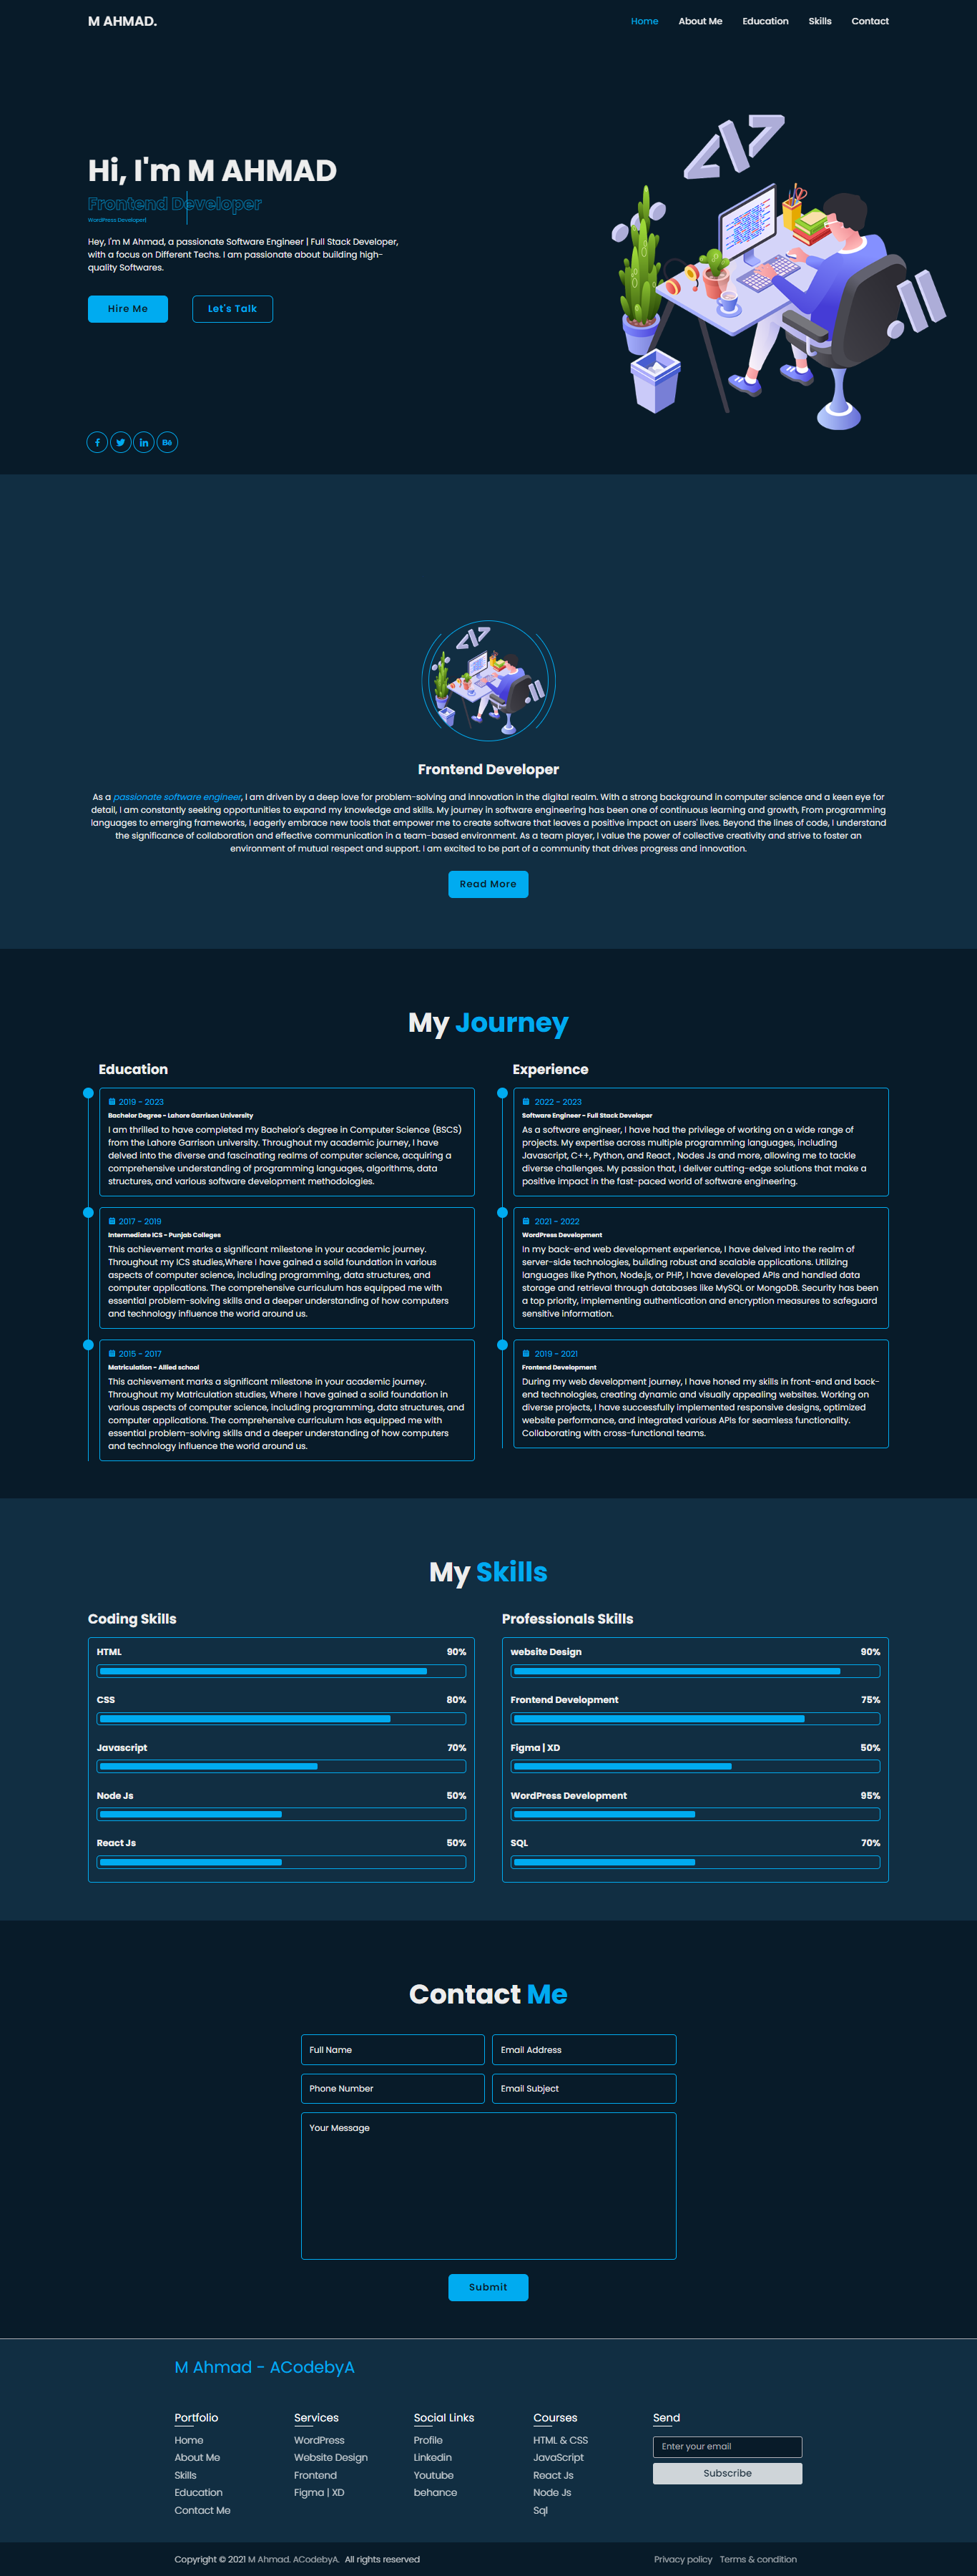 M AHMAD.
Home About Me Education Skills Contact
Hi, I'm M AHMAD
Frontend Developer
WordPress Developer|
Hey, I'm M Ahmad, a passionate Software Engineer | Full Stack Developer,
with a focus on Different Techs. I am passionate about building high-
quality Softwares.
Hire Me
Let's Talk
Frontend Developer
As a passionate software engineer, I am driven by a deep love for problem-solving and innovation in the digital realm. With a strong background in computer science and a keen eye for
detail, I am constantly seeking opportunities to expand my knowledge and skills. My journey in software engineering has been one of continuous learning and growth, From programming
languages to emerging frameworks, I eagerly embrace new tools that empower me to create software that leaves a positive impact on users' lives. Beyond the lines of code, I understand
the significance of collaboration and effective communication in a team-based environment. As a team player, I value the power of collective creativity and strive to foster an
environment of mutual respect and support. I am excited to be part of a community that drives progress and innovation.
Read More
My Journey
Education
2019 - 2023
Bachelor Degree - Lahore Garrison University
I am thrilled to have completed my Bachelor's degree in Computer Science (BSCS)
from the Lahore Garrison university. Throughout my academic journey, I have
delved into the diverse and fascinating realms of computer science, acquiring a
comprehensive understanding of programming languages, algorithms, data
structures, and various software development methodologies.
2017 - 2019
Intermediate ICS - Punjab Colleges
This achievement marks a significant milestone in your academic journey.
Throughout my ICS studies,Where I have gained a solid foundation in various
aspects of computer science, including programming, data structures, and
computer applications. The comprehensive curriculum has equipped me with
essential problem-solving skills and a deeper understanding of how computers
and technology influence the world around us.
2015 - 2017
Matriculation - Allied school
This achievement marks a significant milestone in your academic journey.
Throughout my Matriculation studies, Where I have gained a solid foundation in
various aspects of computer science, including programming, data structures, and
computer applications. The comprehensive curriculum has equipped me with
essential problem-solving skills and a deeper understanding of how computers
and technology influence the world around us.
Experience
2022 - 2023
Software Engineer - Full Stack Developer
As a software engineer, I have had the privilege of working on a wide range of
projects. My expertise across multiple programming languages, including
Javascript, C++, Python, and React , Nodes Js and more, allowing me to tackle
diverse challenges. My passion that, I deliver cutting-edge solutions that make a
positive impact in the fast-paced world of software engineering.
2021 - 2022
WordPress Development
In my back-end web development experience, I have delved into the realm of
server-side technologies, building robust and scalable applications. Utilizing
languages like Python, Node.js, or PHP, I have developed APIs and handled data
storage and retrieval through databases like MySQL or MongoDB. Security has been
a top priority, implementing authentication and encryption measures to safeguard
sensitive information.
2019 - 2021
Frontend Development
During my web development journey, I have honed my skills in front-end and back-
end technologies, creating dynamic and visually appealing websites. Working on
diverse projects, I have successfully implemented responsive designs, optimized
website performance, and integrated various APIs for seamless functionality.
Collaborating with cross-functional teams.
My Skills
Coding Skills
HTML 90%
CSS 80%
Javascript 70%
Node Js 50%
React Js 50%
Professionals Skills
website Design 90%
Frontend Development 75%
Figma | XD 50%
WordPress Development 95%
SQL 70%
Contact Me
Full Name
Email Address
Phone Number
Email Subject
Your Message
Submit
M Ahmad - ACodebyA
Portfolio
Home
About Me
Skills
Education
Contact Me
Services
WordPress
Website Design
Frontend
Figma | XD
Social Links
Profile
Linkedin
Youtube
behance
Courses
HTML & CSS
JavaScript
React Js
Node Js
Sql
Send
Enter your email
Subscribe
Copyright © 2021 M Ahmad. ACodebyA. All rights reserved
Privacy policy Terms & condition